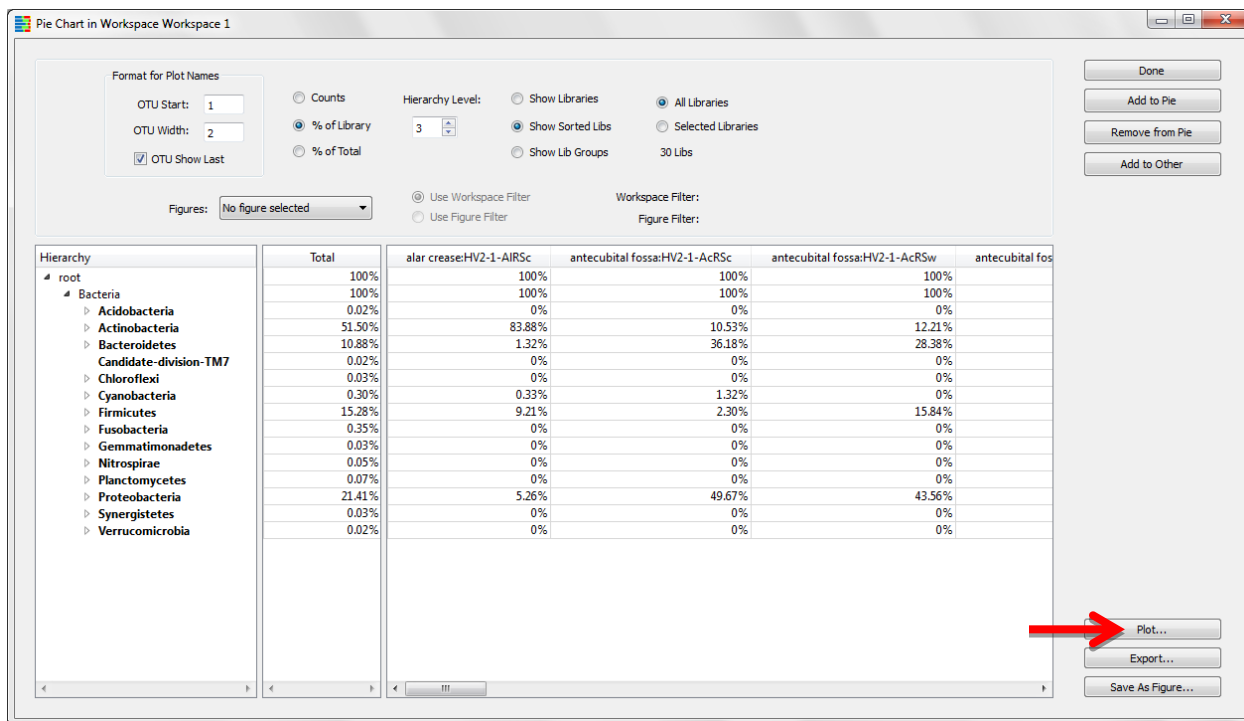 Pie Chart in Workspace Workspace 1
Format for Plot Names
OTU Start: 1
OTU Width: 2
OTU Show Last
Counts
% of Library
% of Total
Hierarchy Level:
3
Show Libraries
Show Sorted Libs
Show Lib Groups
All Libraries
Selected Libraries
30 Libs
Figures: No figure selected
Use Workspace Filter
Use Figure Filter
Workspace Filter:
Figure Filter:
Done
Add to Pie
Remove from Pie
Add to Other
Hierarchy Total alar crease:HV2-1-AlRSc antecubital fossa:HV2-1-AcRSc antecubital fossa:HV2-1-AcRSw antecubital fos
root 100% 100% 100% 100%
Bacteria 100% 100% 100% 100%
Acidobacteria 0.02% 0% 0% 0%
Actinobacteria 51.50% 83.88% 10.53% 12.21%
Bacteroidetes 10.88% 1.32% 36.18% 28.38%
Candidate-division-TM7 0.02% 0% 0% 0%
Chloroflexi 0.03% 0% 0% 0%
Cyanobacteria 0.30% 0.33% 1.32% 0%
Firmicutes 15.28% 9.21% 2.30% 15.84%
Fusobacteria 0.35% 0% 0% 0%
Gemmatimonadetes 0.03% 0% 0% 0%
Nitrospirae 0.05% 0% 0% 0%
Planctomycetes 0.07% 0% 0% 0%
Proteobacteria 21.41% 5.26% 49.67% 43.56%
Synergistetes 0.03% 0% 0% 0%
Verrucomicrobia 0.02% 0% 0% 0%
Plot...
Export...
Save As Figure...